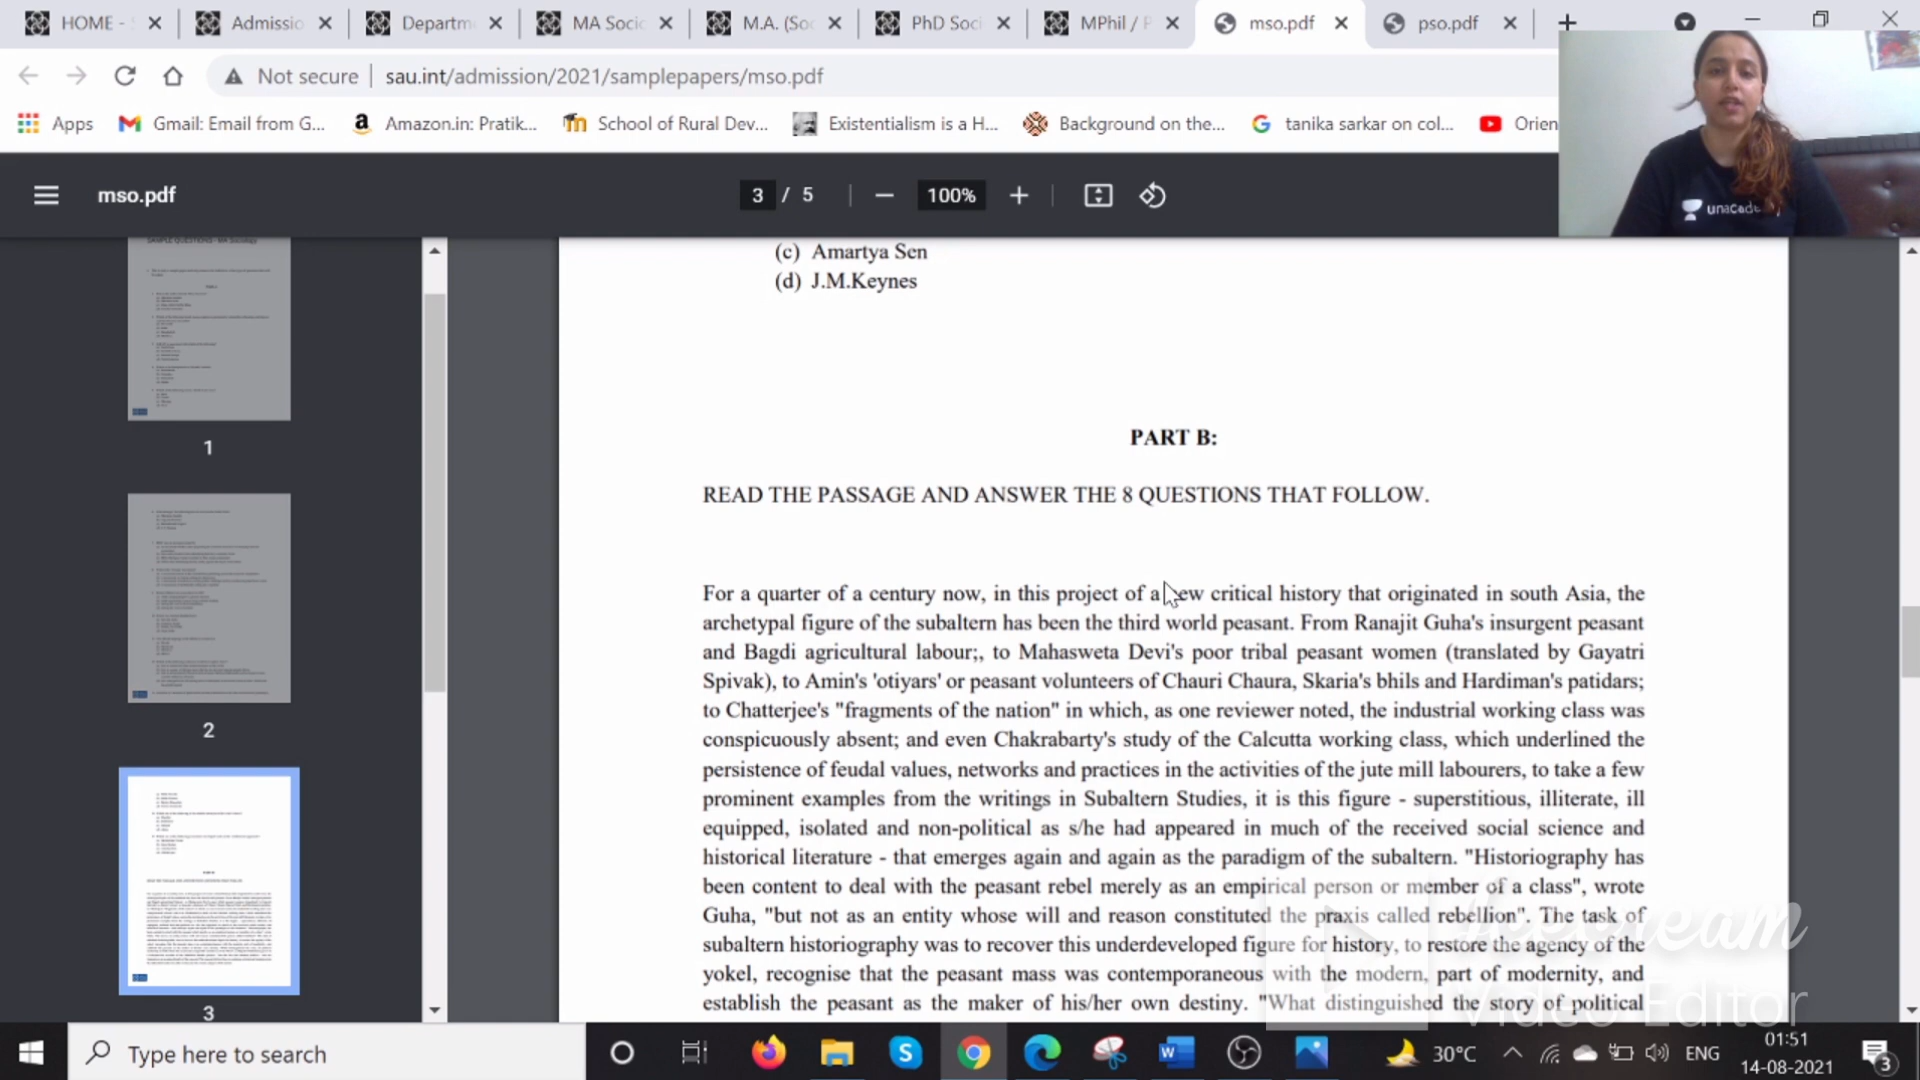 HOME -
Admissio
Departm
MA Socio
M.A. (Soc
PhD Soci
MPhil / P
mso.pdf
pso.pdf
Not secure
sau.int/admission/2021/samplepapers/mso.pdf
Apps
Gmail: Email from G...
Amazon.in: Pratik...
School of Rural Dev...
Existentialism is a H...
Background on the...
tanika sarkar on col...
Orien
unacademy
mso.pdf
3 / 5
100%
SAMPLE QUESTIONS - MA Sociology
1
2
3
(c) Amartya Sen
(d) J.M.Keynes
PART B:
READ THE PASSAGE AND ANSWER THE 8 QUESTIONS THAT FOLLOW.
For a quarter of a century now, in this project of a new critical history that originated in south Asia, the
archetypal figure of the subaltern has been the third world peasant. From Ranajit Guha's insurgent peasant
and Bagdi agricultural labour;, to Mahasweta Devi's poor tribal peasant women (translated by Gayatri
Spivak), to Amin's 'otiyars' or peasant volunteers of Chauri Chaura, Skaria's bhils and Hardiman's patidars;
to Chatterjee's "fragments of the nation" in which, as one reviewer noted, the industrial working class was
conspicuously absent; and even Chakrabarty's study of the Calcutta working class, which underlined the
persistence of feudal values, networks and practices in the activities of the jute mill labourers, to take a few
prominent examples from the writings in Subaltern Studies, it is this figure - superstitious, illiterate, ill
equipped, isolated and non-political as s/he had appeared in much of the received social science and
historical literature - that emerges again and again as the paradigm of the subaltern. "Historiography has
been content to deal with the peasant rebel merely as an empirical person or member of a class", wrote
Guha, "but not as an entity whose will and reason constituted the praxis called rebellion". The task of
subaltern historiography was to recover this underdeveloped figure for history, to restore the agency of the
yokel, recognise that the peasant mass was contemporaneous with the modern, part of modernity, and
establish the peasant as the maker of his/her own destiny. "What distinguished the story of political
Icecream
Video Editor
Type here to search
30°C
ENG
01:51
14-08-2021
3